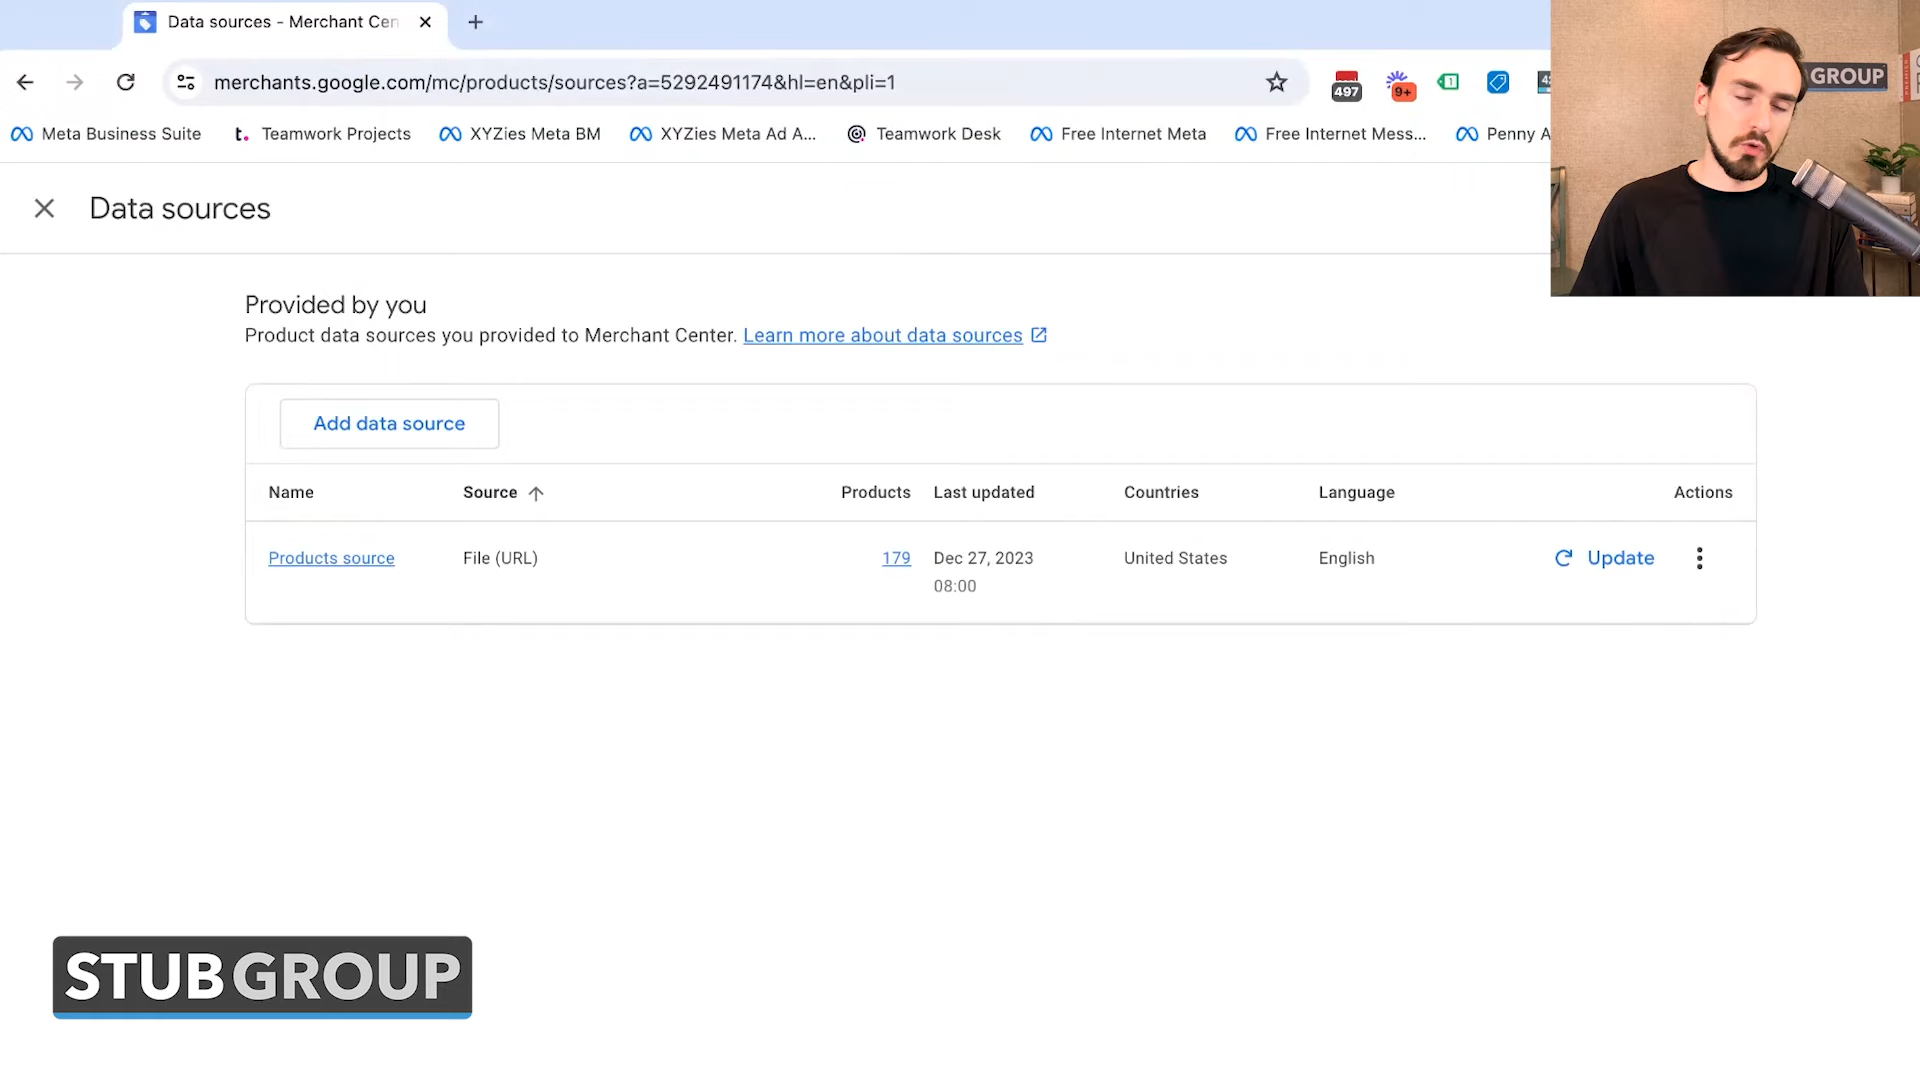 Data sources - Merchant Cen
merchants.google.com/mc/products/sources?a=5292491174&hl=en&pli=1
497
9+
1
Meta Business Suite
t. Teamwork Projects
XYZies Meta BM
XYZies Meta Ad A...
Teamwork Desk
Free Internet Meta
Free Internet Mess...
Penny A
GROUP
Data sources
Provided by you
Product data sources you provided to Merchant Center. Learn more about data sources
Add data source
Name Source Products Last updated Countries Language Actions
Products source File (URL) 179 Dec 27, 2023 United States English Update
08:00
STUBGROUP